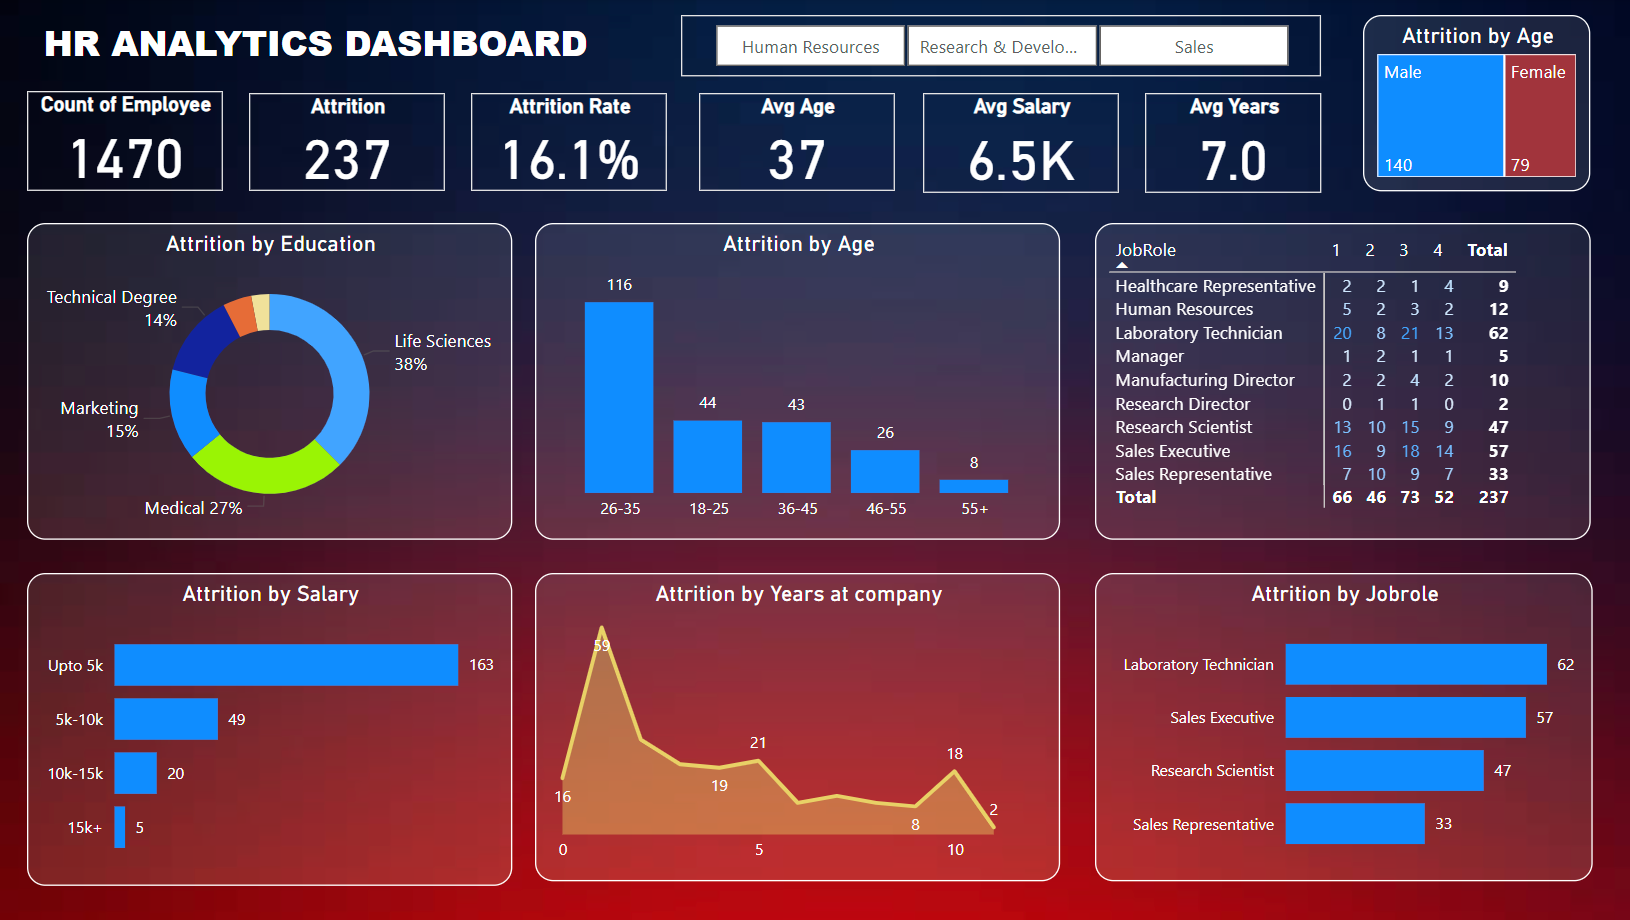 HR ANALYTICS DASHBOARD
Human Resources
Research & Develo...
Sales
Attrition by Age
Male
Female
140
79
Count of Employee
1470
Attrition
237
Attrition Rate
16.1%
Avg Age
37
Avg Salary
6.5K
Avg Years
7.0
Attrition by Education
Technical Degree
14%
Life Sciences
38%
Marketing
15%
Medical 27%
Attrition by Age
116
44
43
26
8
26-35 18-25 36-45 46-55 55+
JobRole 1 2 3 4 Total
Healthcare Representative 2 2 1 4 9
Human Resources 5 2 3 2 12
Laboratory Technician 20 8 21 13 62
Manager 1 2 1 1 5
Manufacturing Director 2 2 4 2 10
Research Director 0 1 1 0 2
Research Scientist 13 10 15 9 47
Sales Executive 16 9 18 14 57
Sales Representative 7 10 9 7 33
Total 66 46 73 52 237
Attrition by Salary
Upto 5k 163
5k-10k 49
10k-15k 20
15k+ 5
Attrition by Years at company
59
21
18
19
16
2
8
0 5 10
Attrition by Jobrole
Laboratory Technician 62
Sales Executive 57
Research Scientist 47
Sales Representative 33